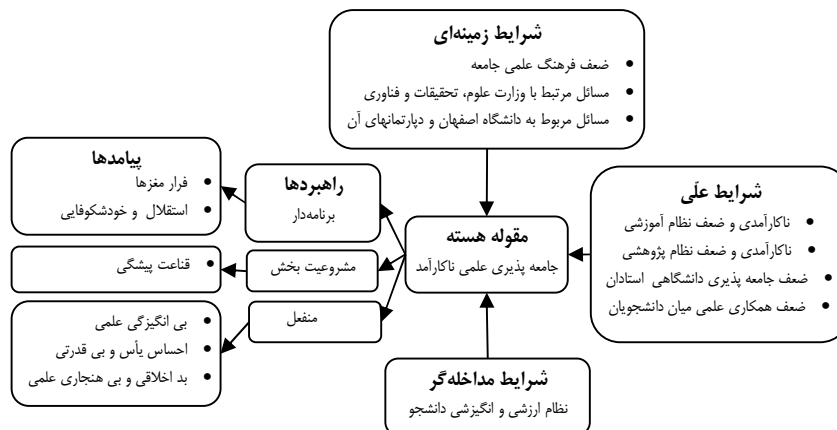 شرایط زمینه‌ای
• ضعف فرهنگ علمی جامعه
• مسائل مرتبط با وزارت علوم، تحقیقات و فناوری
• مسائل مربوط به دانشگاه اصفهان و دپارتمانهای آن
شرایط علّی
• ناکارآمدی و ضعف نظام آموزشی
• ناکارآمدی و ضعف نظام پژوهشی
• ضعف جامعه پذیری دانشگاهی استادان
• ضعف همکاری علمی میان دانشجویان
مقوله هسته
جامعه پذیری علمی ناکارآمد
شرایط مداخله‌گر
نظام ارزشی و انگیزشی دانشجو
راهبردها
برنامه‌دار
مشروعیت بخش
منفعل
پیامدها
• فرار مغزها
• استقلال و خودشکوفایی
• قناعت پیشگی
• بی انگیزگی علمی
• احساس یأس و بی قدرتی
• بد اخلاقی و بی هنجاری علمی